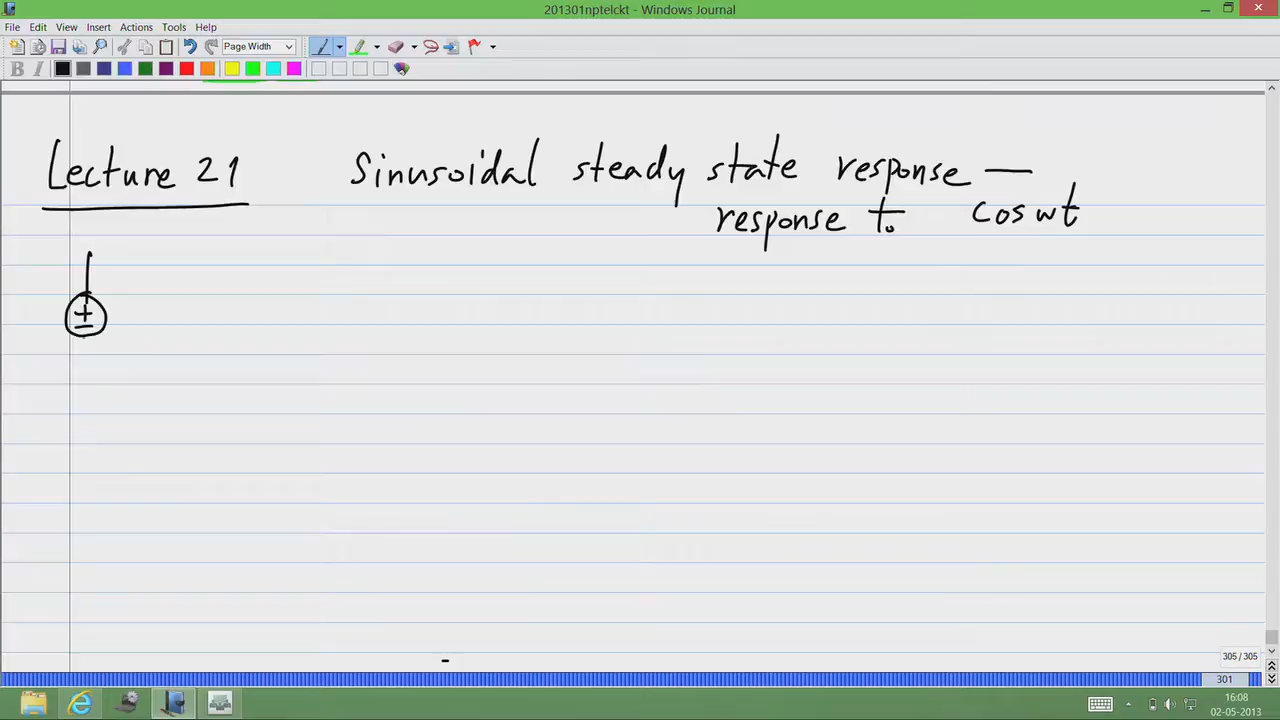 201301nptelckt - Windows Journal
File Edit View Insert Actions Tools Help
Page Width
B I
Lecture 21 Sinusoidal steady state response —
response to cos ωt
+
−
305 / 305
301
16:08
02-05-2013